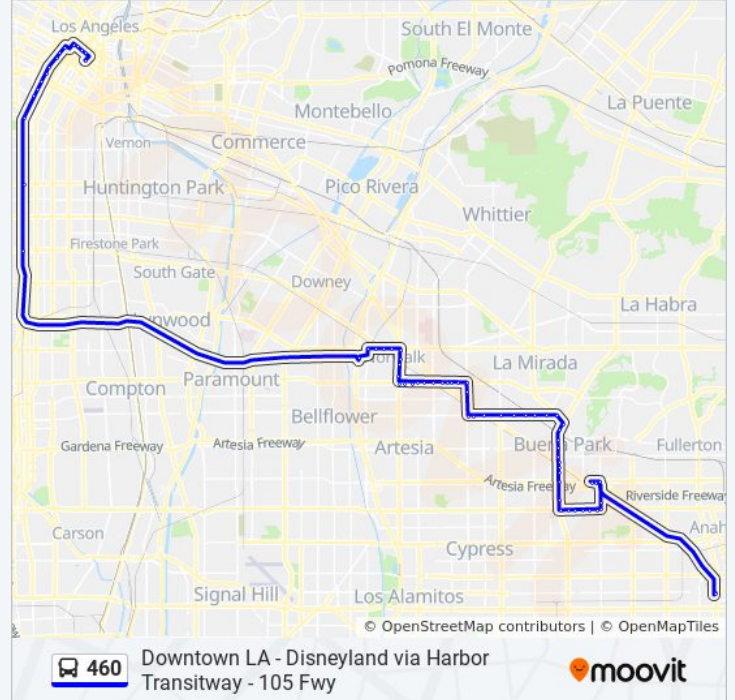 Los Angeles
South El Monte
Pomona Freeway
La Puente
Montebello
Vernon
Commerce
Huntington Park
Pico Rivera
Whittier
Firestone Park
South Gate
Downey
La Habra
La Mirada
Paramount
Compton
Bellflower
Gardena Freeway
Artesia Freeway
Artesia
Buena Park
Fullerton
Artesia Freeway
Riverside Freeway
Carson
Cypress
Signal Hill
Los Alamitos
© OpenStreetMap contributors | © OpenMapTiles
460
Downtown LA - Disneyland via Harbor
Transitway - 105 Fwy
moovit